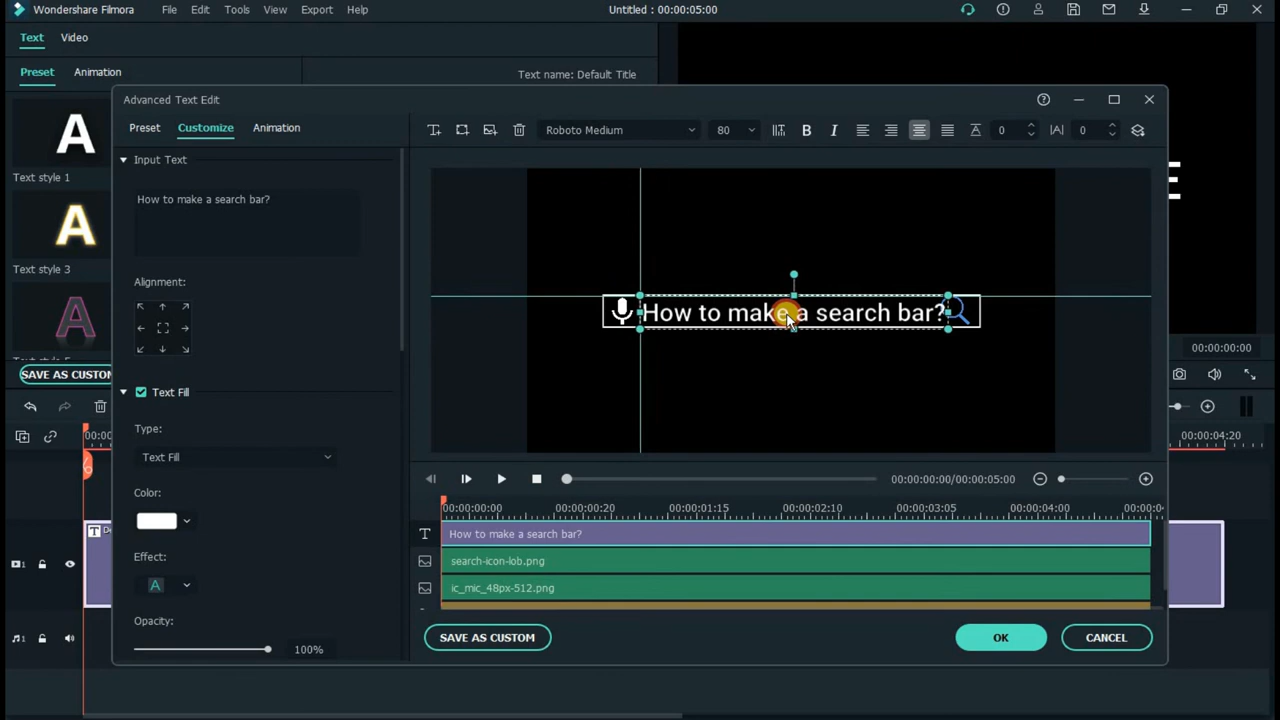 Wondershare Filmora File Edit Tools View Export Help Untitled : 00:00:05:00
Text Video
Preset Animation Text name: Default Title
A
Text style 1
A
Text style 3
A
SAVE AS CUSTOM
Advanced Text Edit
Preset Customize Animation
Roboto Medium 80 B I 0 0
Input Text
How to make a search bar?
Alignment:
Text Fill
Type:
Text Fill
Color:
Effect:
A
Opacity:
100%
How to make a search bar?
E
00:00:00:00
00:00:00:00/00:00:05:00
00:00:00:00 00:00:00:20 00:00:01:15 00:00:02:10 00:00:03:05 00:00:04:00
T How to make a search bar?
search-icon-lob.png
ic_mic_48px-512.png
SAVE AS CUSTOM OK CANCEL
00:00:04:20
T
1
1